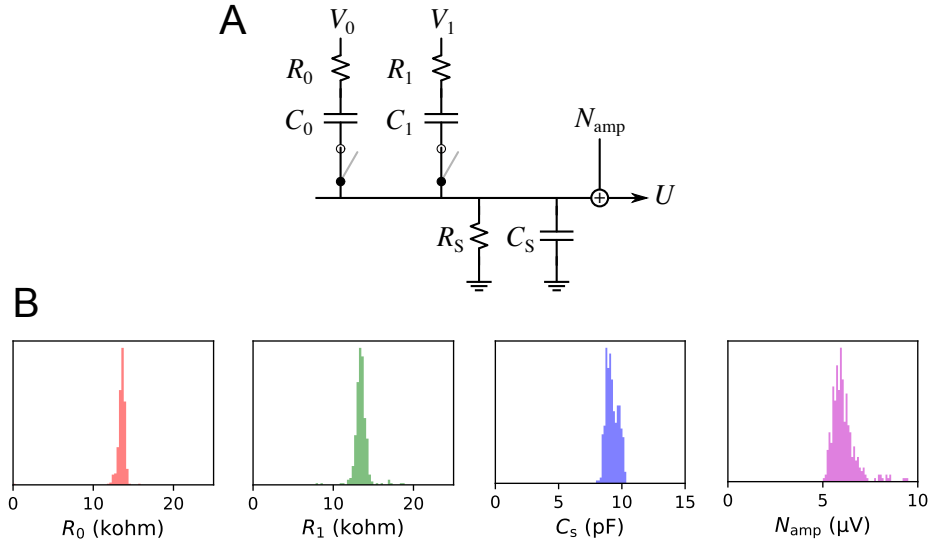 A
V0 V1
R0 R1
C0 C1
Namp
U
RS CS
B
0 10 20
R0 (kohm)
0 10 20
R1 (kohm)
0 5 10 15
Cs (pF)
0 5 10
Namp (µV)